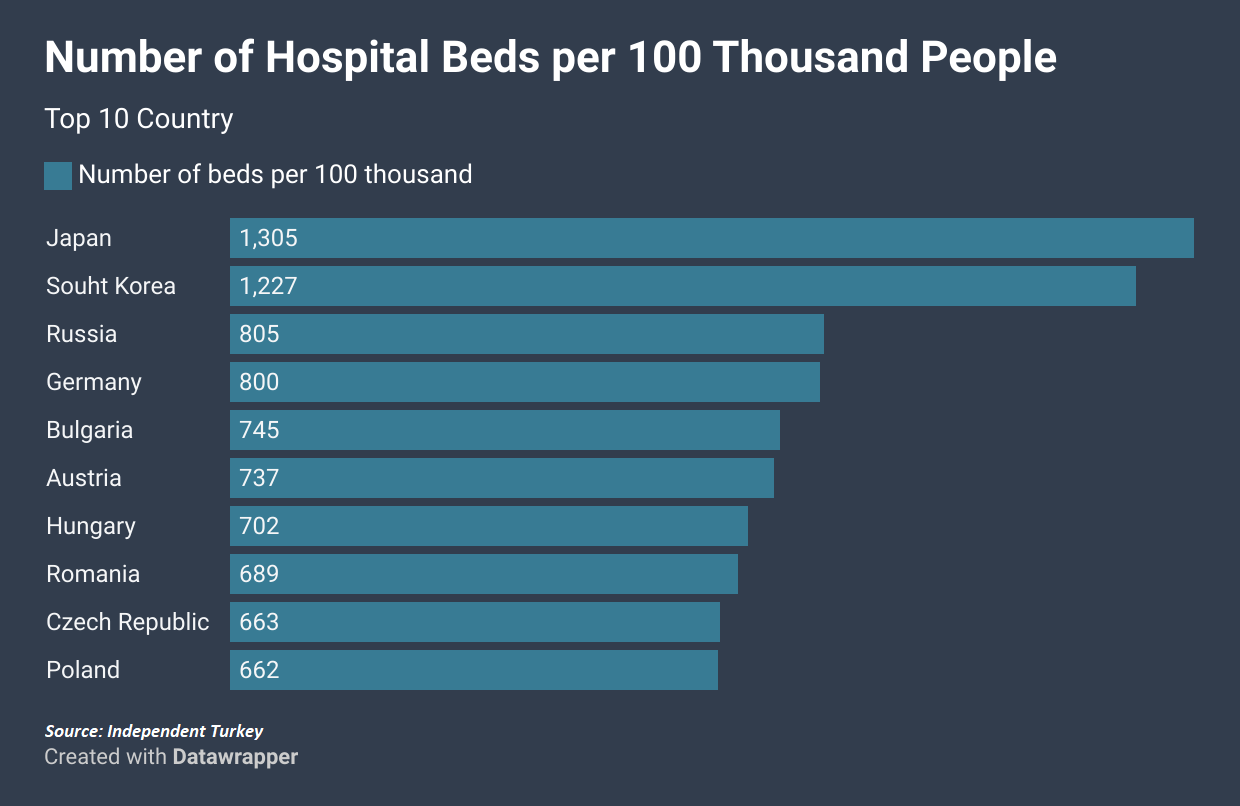 Number of Hospital Beds per 100 Thousand People
Top 10 Country
Number of beds per 100 thousand
Japan 1,305
Souht Korea 1,227
Russia 805
Germany 800
Bulgaria 745
Austria 737
Hungary 702
Romania 689
Czech Republic 663
Poland 662
Source: Independent Turkey
Created with Datawrapper